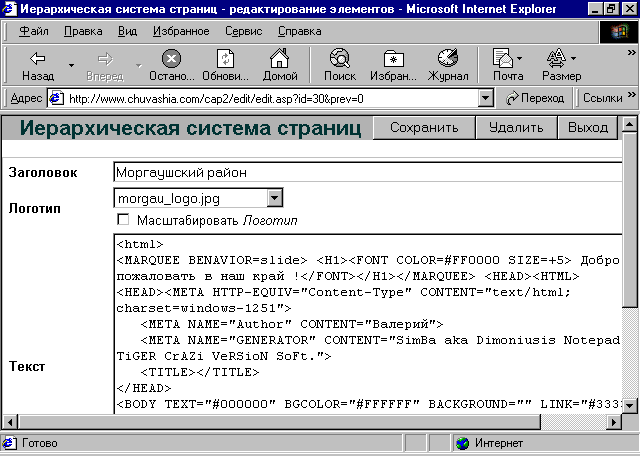 Иерархическая система страниц - редактирование элементов - Microsoft Internet Explorer
Файл Правка Вид Избранное Сервис Справка
Назад Вперед Остано... Обнови... Домой Поиск Избран... Журнал Почта Размер
Адрес http://www.chuvashia.com/cap2/edit/edit.asp?id=30&prev=0 Переход Ссылки
Иерархическая система страниц Сохранить Удалить Выход
Заголовок Моргаушский район
Логотип morgau_logo.jpg
Масштабировать Логотип
Текст
<html>
<MARQUEE BENAVIOR=slide> <H1><FONT COLOR=#FF0000 SIZE=+5> Добро
пожаловать в наш край !</FONT></H1></MARQUEE> <HEAD><HTML>
<HEAD><META HTTP-EQUIV="Content-Type" CONTENT="text/html;
charset=windows-1251">
<META NAME="Author" CONTENT="Валерий">
<META NAME="GENERATOR" CONTENT="SimBa aka Dimoniusis Notepad
TiGER CrAZi VeRSioN SoFt.">
<TITLE></TITLE>
</HEAD>
<BODY TEXT="#000000" BGCOLOR="#FFFFFF" BACKGROUND="" LINK="#333
Готово Интернет